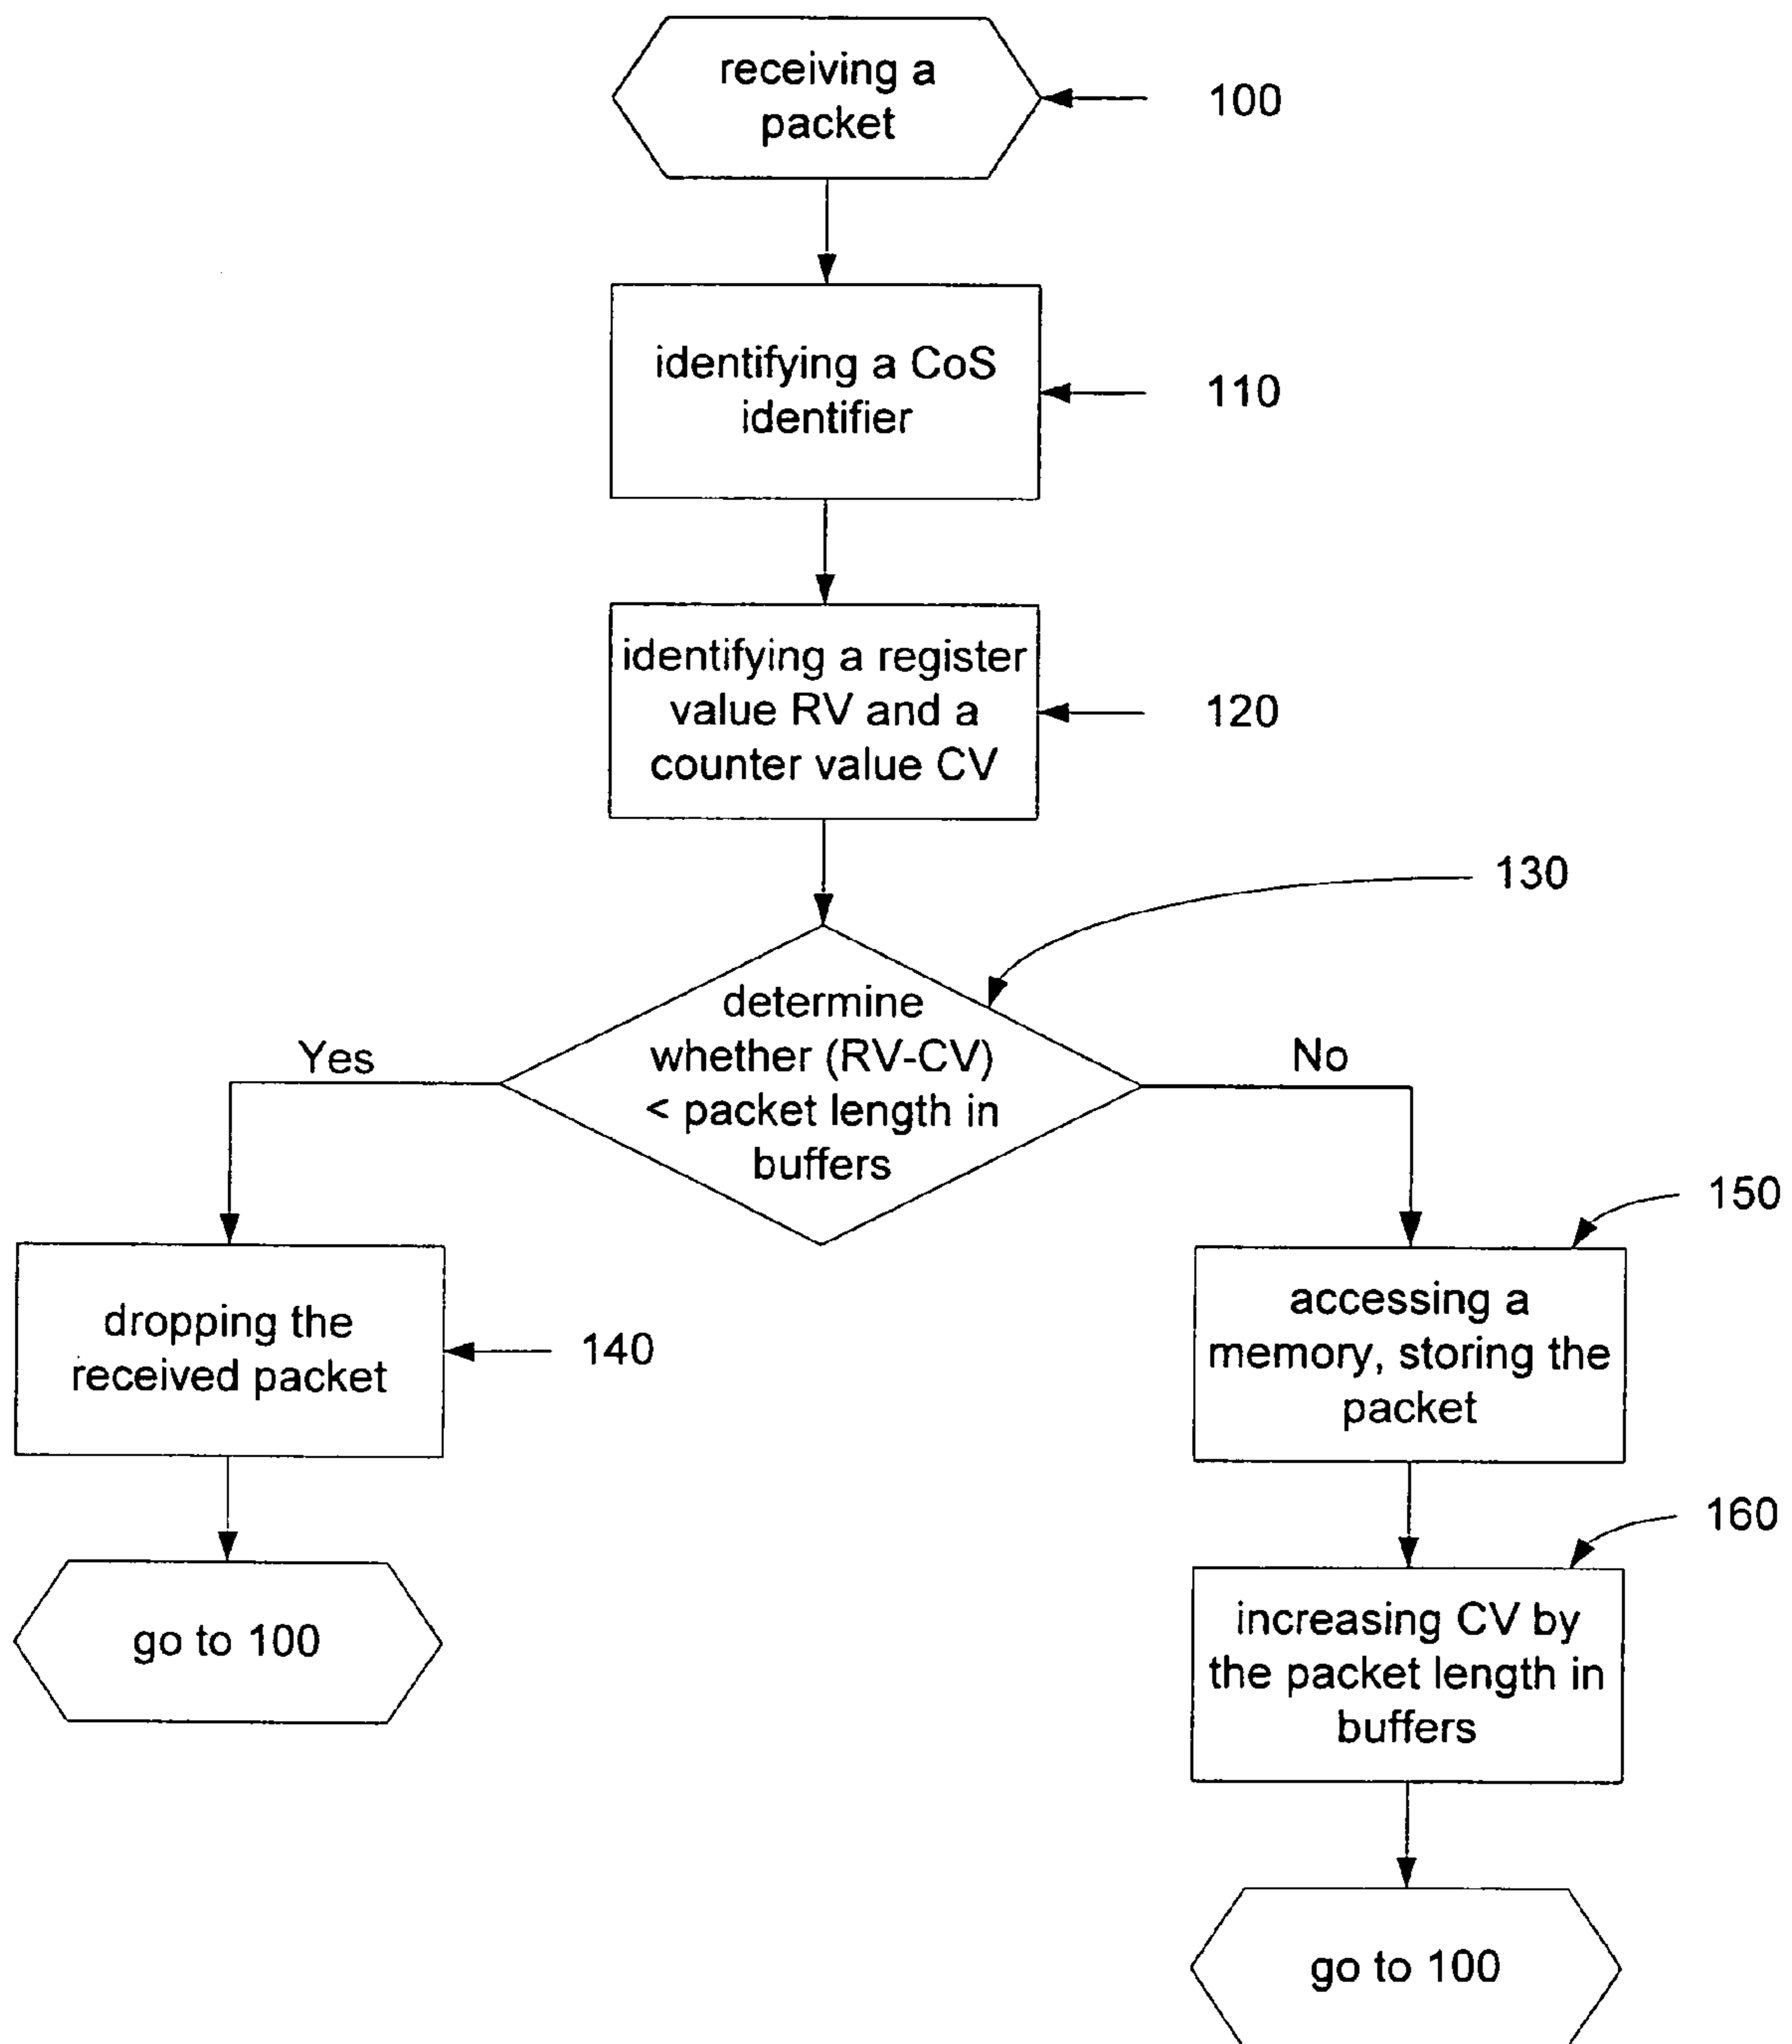 receiving a
packet
100
identifying a CoS
identifier
110
identifying a register
value RV and a
counter value CV
120
130
determine
whether (RV-CV)
< packet length in
buffers
Yes
No
dropping the
received packet
140
150
accessing a
memory, storing the
packet
go to 100
160
increasing CV by
the packet length in
buffers
go to 100